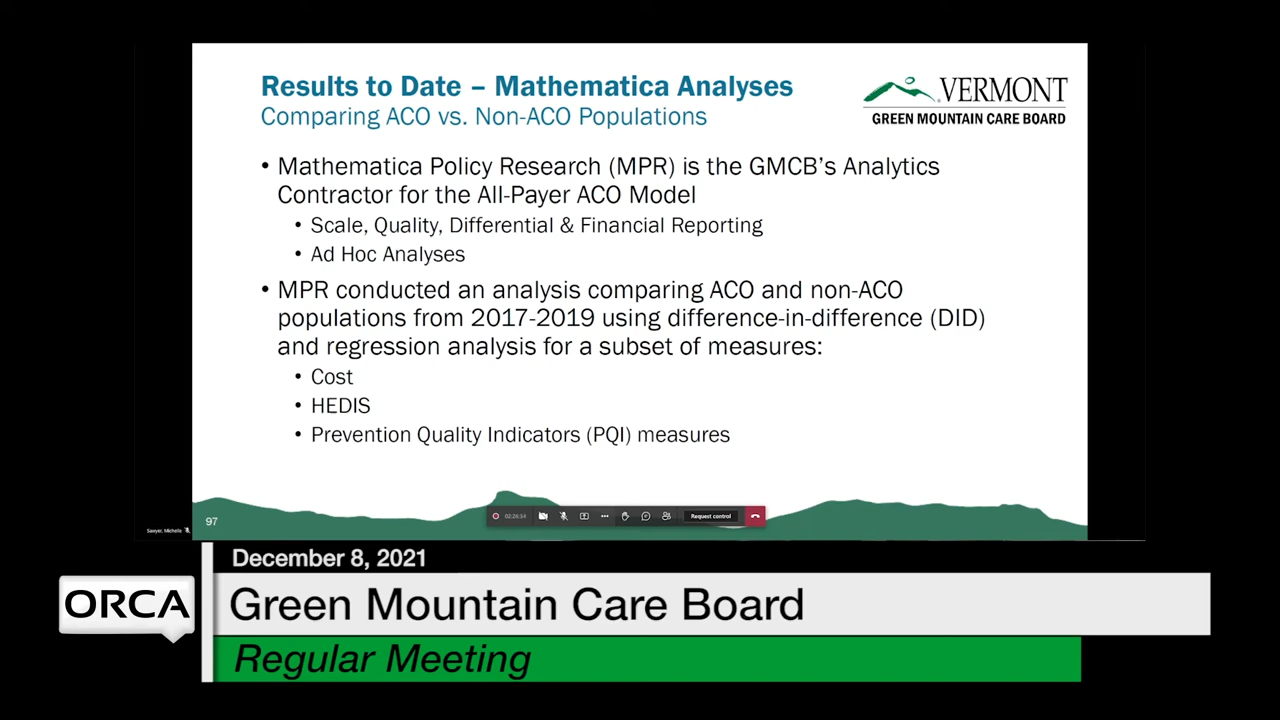 Results to Date – Mathematica Analyses
Comparing ACO vs. Non-ACO Populations
VERMONT
GREEN MOUNTAIN CARE BOARD
• Mathematica Policy Research (MPR) is the GMCB’s Analytics
Contractor for the All-Payer ACO Model
• Scale, Quality, Differential & Financial Reporting
• Ad Hoc Analyses
• MPR conducted an analysis comparing ACO and non-ACO
populations from 2017-2019 using difference-in-difference (DID)
and regression analysis for a subset of measures:
• Cost
• HEDIS
• Prevention Quality Indicators (PQI) measures
97
Request control
Sawyer, Michelle
December 8, 2021
ORCA
Green Mountain Care Board
Regular Meeting